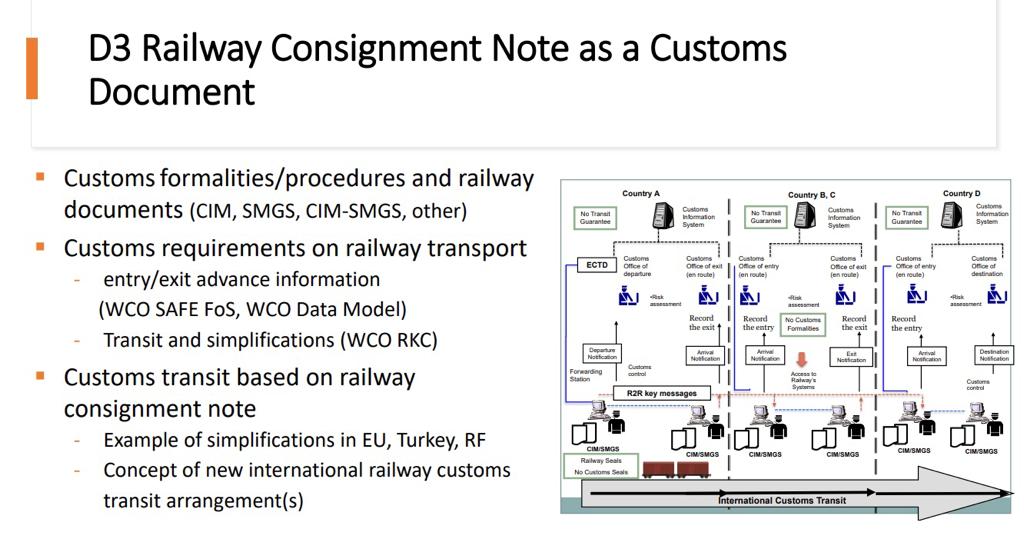 D3 Railway Consignment Note as a Customs
Document
Customs formalities/procedures and railway
documents (CIM, SMGS, CIM-SMGS, other)
Customs requirements on railway transport
- entry/exit advance information
(WCO SAFE FoS, WCO Data Model)
- Transit and simplifications (WCO RKC)
Customs transit based on railway
consignment note
- Example of simplifications in EU, Turkey, RF
- Concept of new international railway customs
transit arrangement(s)
Country A
No Transit
Guarantee
Customs
Information
System
ECTD
Customs
Office of
departure
Customs
Office of exit
(en route)
•Risk
assessment
Record
the exit
Departure
Notification
Arrival
Notification
Forwarding
Station
Customs
control
R2R key messages
CIM/SMGS
CIM/SMGS
Railway Seals
No Customs Seals
Country B, C
No Transit
Guarantee
Customs
Information
System
Customs
Office of entry
(en route)
Customs
Office of exit
(en route)
•Risk
assessment
Record
the entry
No Customs
Formalities
Record
the exit
Arrival
Notification
Exit
Notification
Access to
Railway's
Systems
CIM/SMGS
CIM/SMGS
Country D
No Transit
Guarantee
Customs
Information
System
Customs
Office of entry
(en route)
Customs
Office of
destination
•Risk
assessment
Record
the entry
Arrival
Notification
Destination
Notification
Customs
control
CIM/SMGS
CIM/SMGS
International Customs Transit